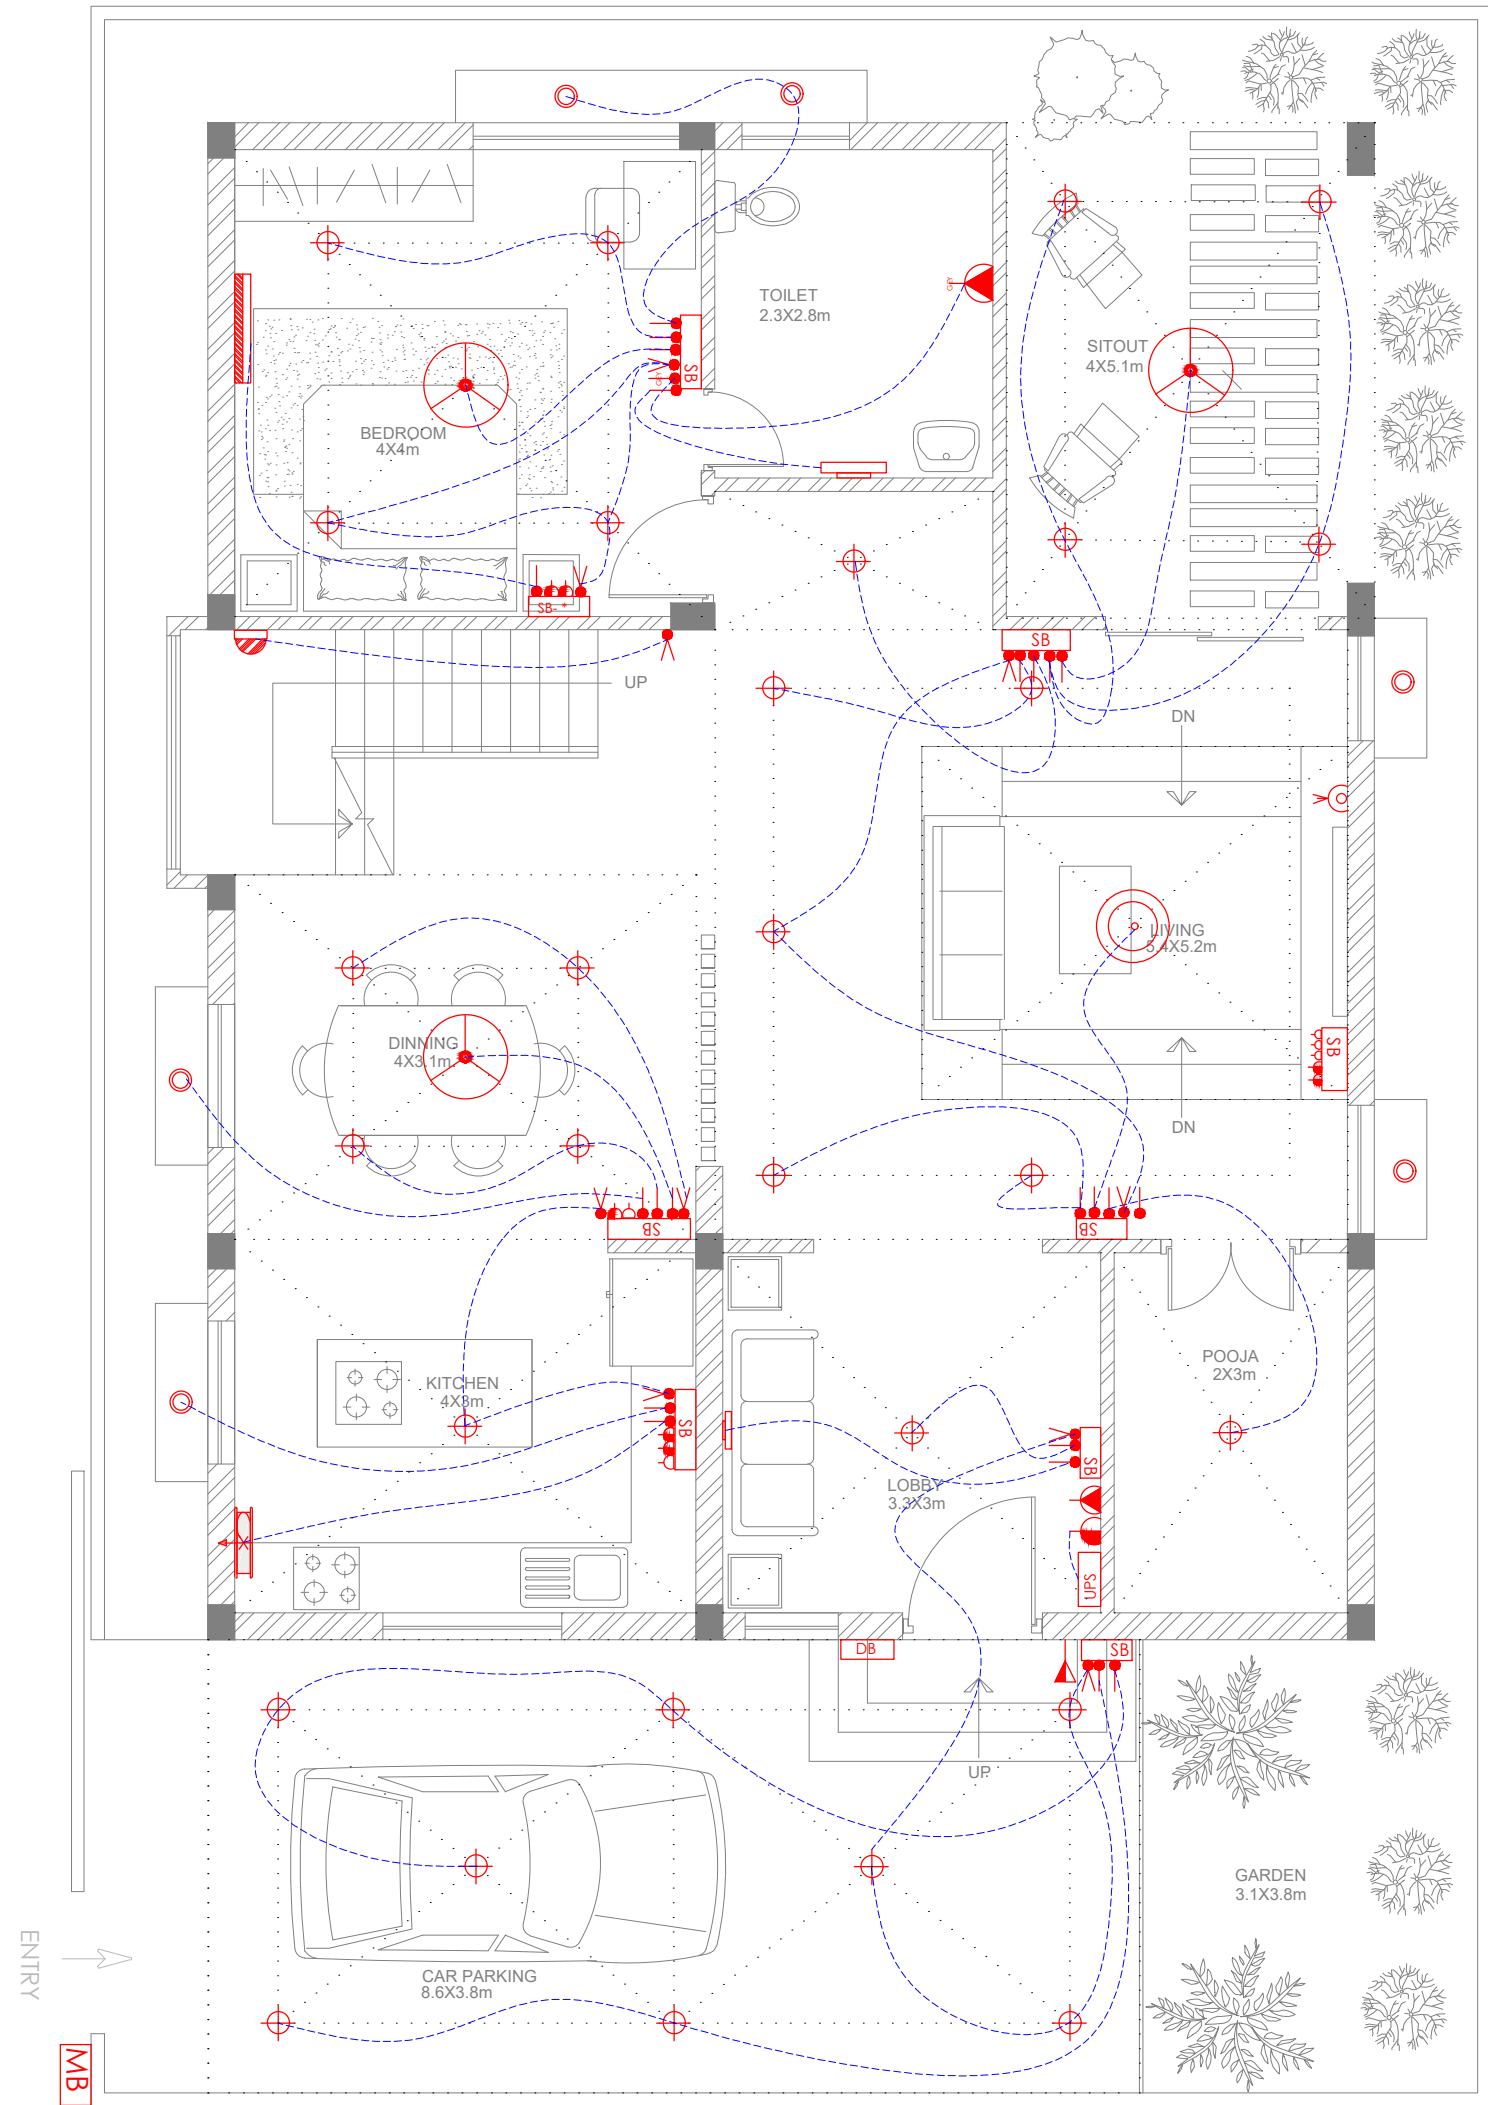 TOILET
2.3X2.8m
GEY
SB
GEY
SITOUT
4X5.1m
BEDROOM
4X4m
SB-*
SB
UP
DN
LIVING
5.4X5.2m
DINNING
4X3.1m
SB
DN
SB
SB
POOJA
2X3m
KITCHEN
4X3m
SB
SB
LOBBY
3.3X3m
UPS
DB
SB
UP
GARDEN
3.1X3.8m
CAR PARKING
8.6X3.8m
ENTRY
MB